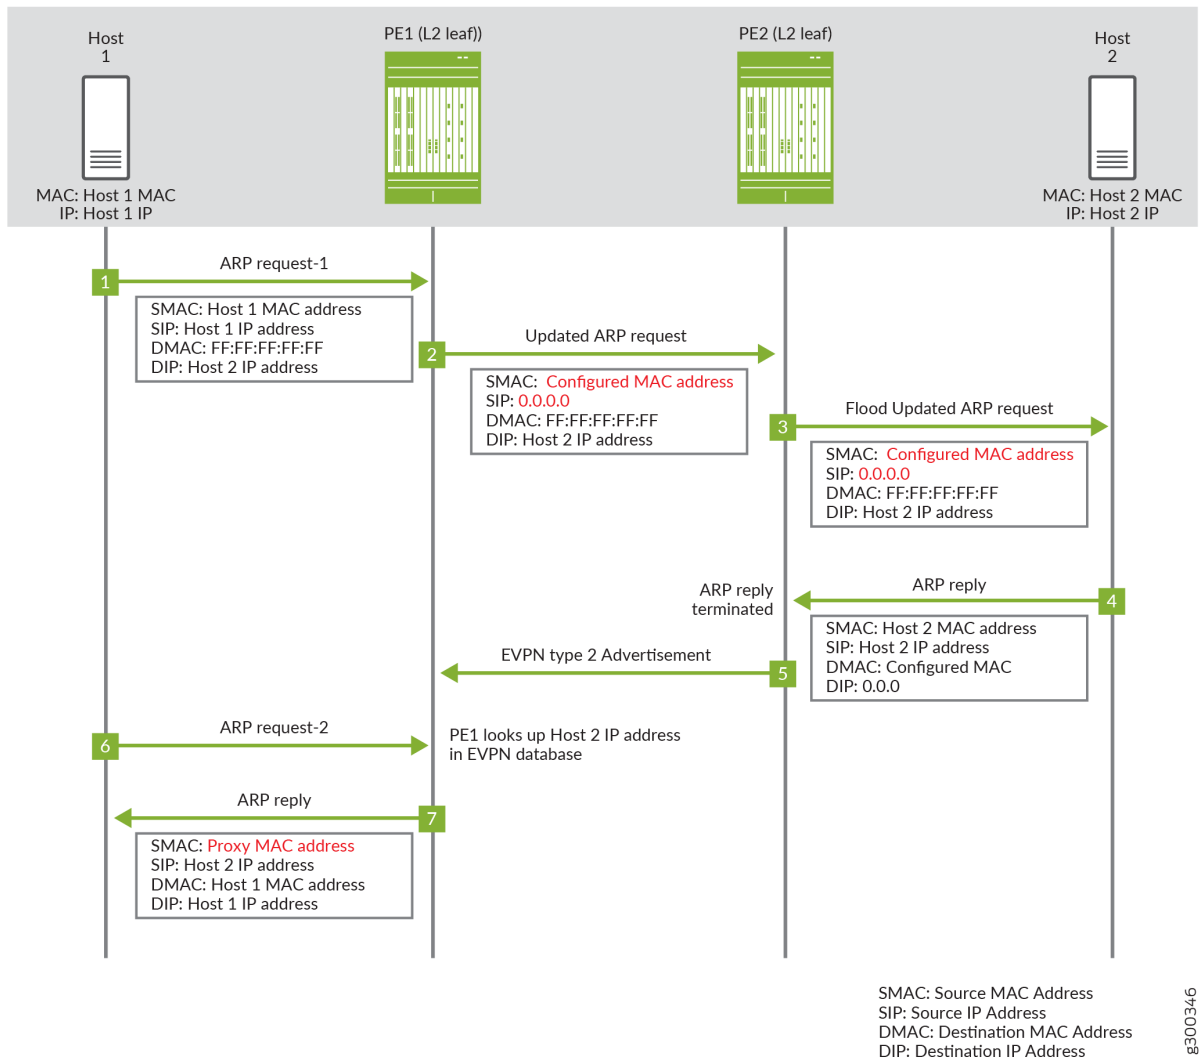 Host
1
PE1 (L2 leaf))
PE2 (L2 leaf)
Host
2
MAC: Host 1 MAC
IP: Host 1 IP
MAC: Host 2 MAC
IP: Host 2 IP
1
ARP request-1
SMAC: Host 1 MAC address
SIP: Host 1 IP address
DMAC: FF:FF:FF:FF:FF
DIP: Host 2 IP address
2
Updated ARP request
SMAC: Configured MAC address
SIP: 0.0.0.0
DMAC: FF:FF:FF:FF:FF
DIP: Host 2 IP address
3
Flood Updated ARP request
SMAC: Configured MAC address
SIP: 0.0.0.0
DMAC: FF:FF:FF:FF:FF
DIP: Host 2 IP address
ARP reply
terminated
ARP reply
4
SMAC: Host 2 MAC address
SIP: Host 2 IP address
DMAC: Configured MAC
DIP: 0.0.0
EVPN type 2 Advertisement
5
6
ARP request-2
PE1 looks up Host 2 IP address
in EVPN database
ARP reply
7
SMAC: Proxy MAC address
SIP: Host 2 IP address
DMAC: Host 1 MAC address
DIP: Host 1 IP address
SMAC: Source MAC Address
SIP: Source IP Address
DMAC: Destination MAC Address
DIP: Destination IP Address
g300346